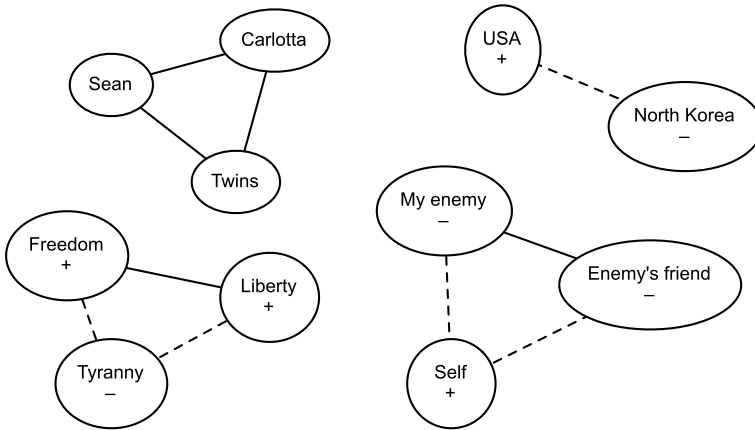 Carlotta
Sean
Twins
USA
+
North Korea
–
Freedom
+
Liberty
+
Tyranny
–
My enemy
–
Enemy's friend
–
Self
+